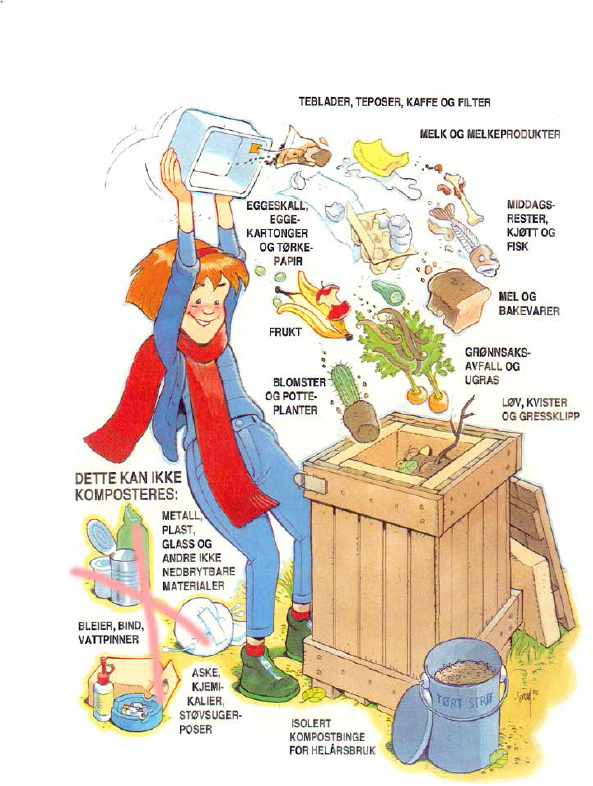 TEBLADER, TEPOSER, KAFFE OG FILTER
MELK OG MELKEPRODUKTER
EGGESKALL,
EGGE-
KARTONGER
OG TØRKE-
PAPIR
MIDDAGS-
RESTER,
KJØTT OG
FISK
MEL OG
BAKEVARER
FRUKT
GRØNNSAKS-
AVFALL OG
UGRAS
BLOMSTER
OG POTTE-
PLANTER
LØV, KVISTER
OG GRESSKLIPP
DETTE KAN IKKE
KOMPOSTERES:
METALL,
PLAST,
GLASS OG
ANDRE IKKE
NEDBRYTBARE
MATERIALER
BLEIER, BIND,
VATTPINNER
ASKE,
KJEMI-
KALIER,
STØVSUGER-
POSER
ISOLERT
KOMPOSTBINGE
FOR HELÅRSBRUK
TØRT STRØ